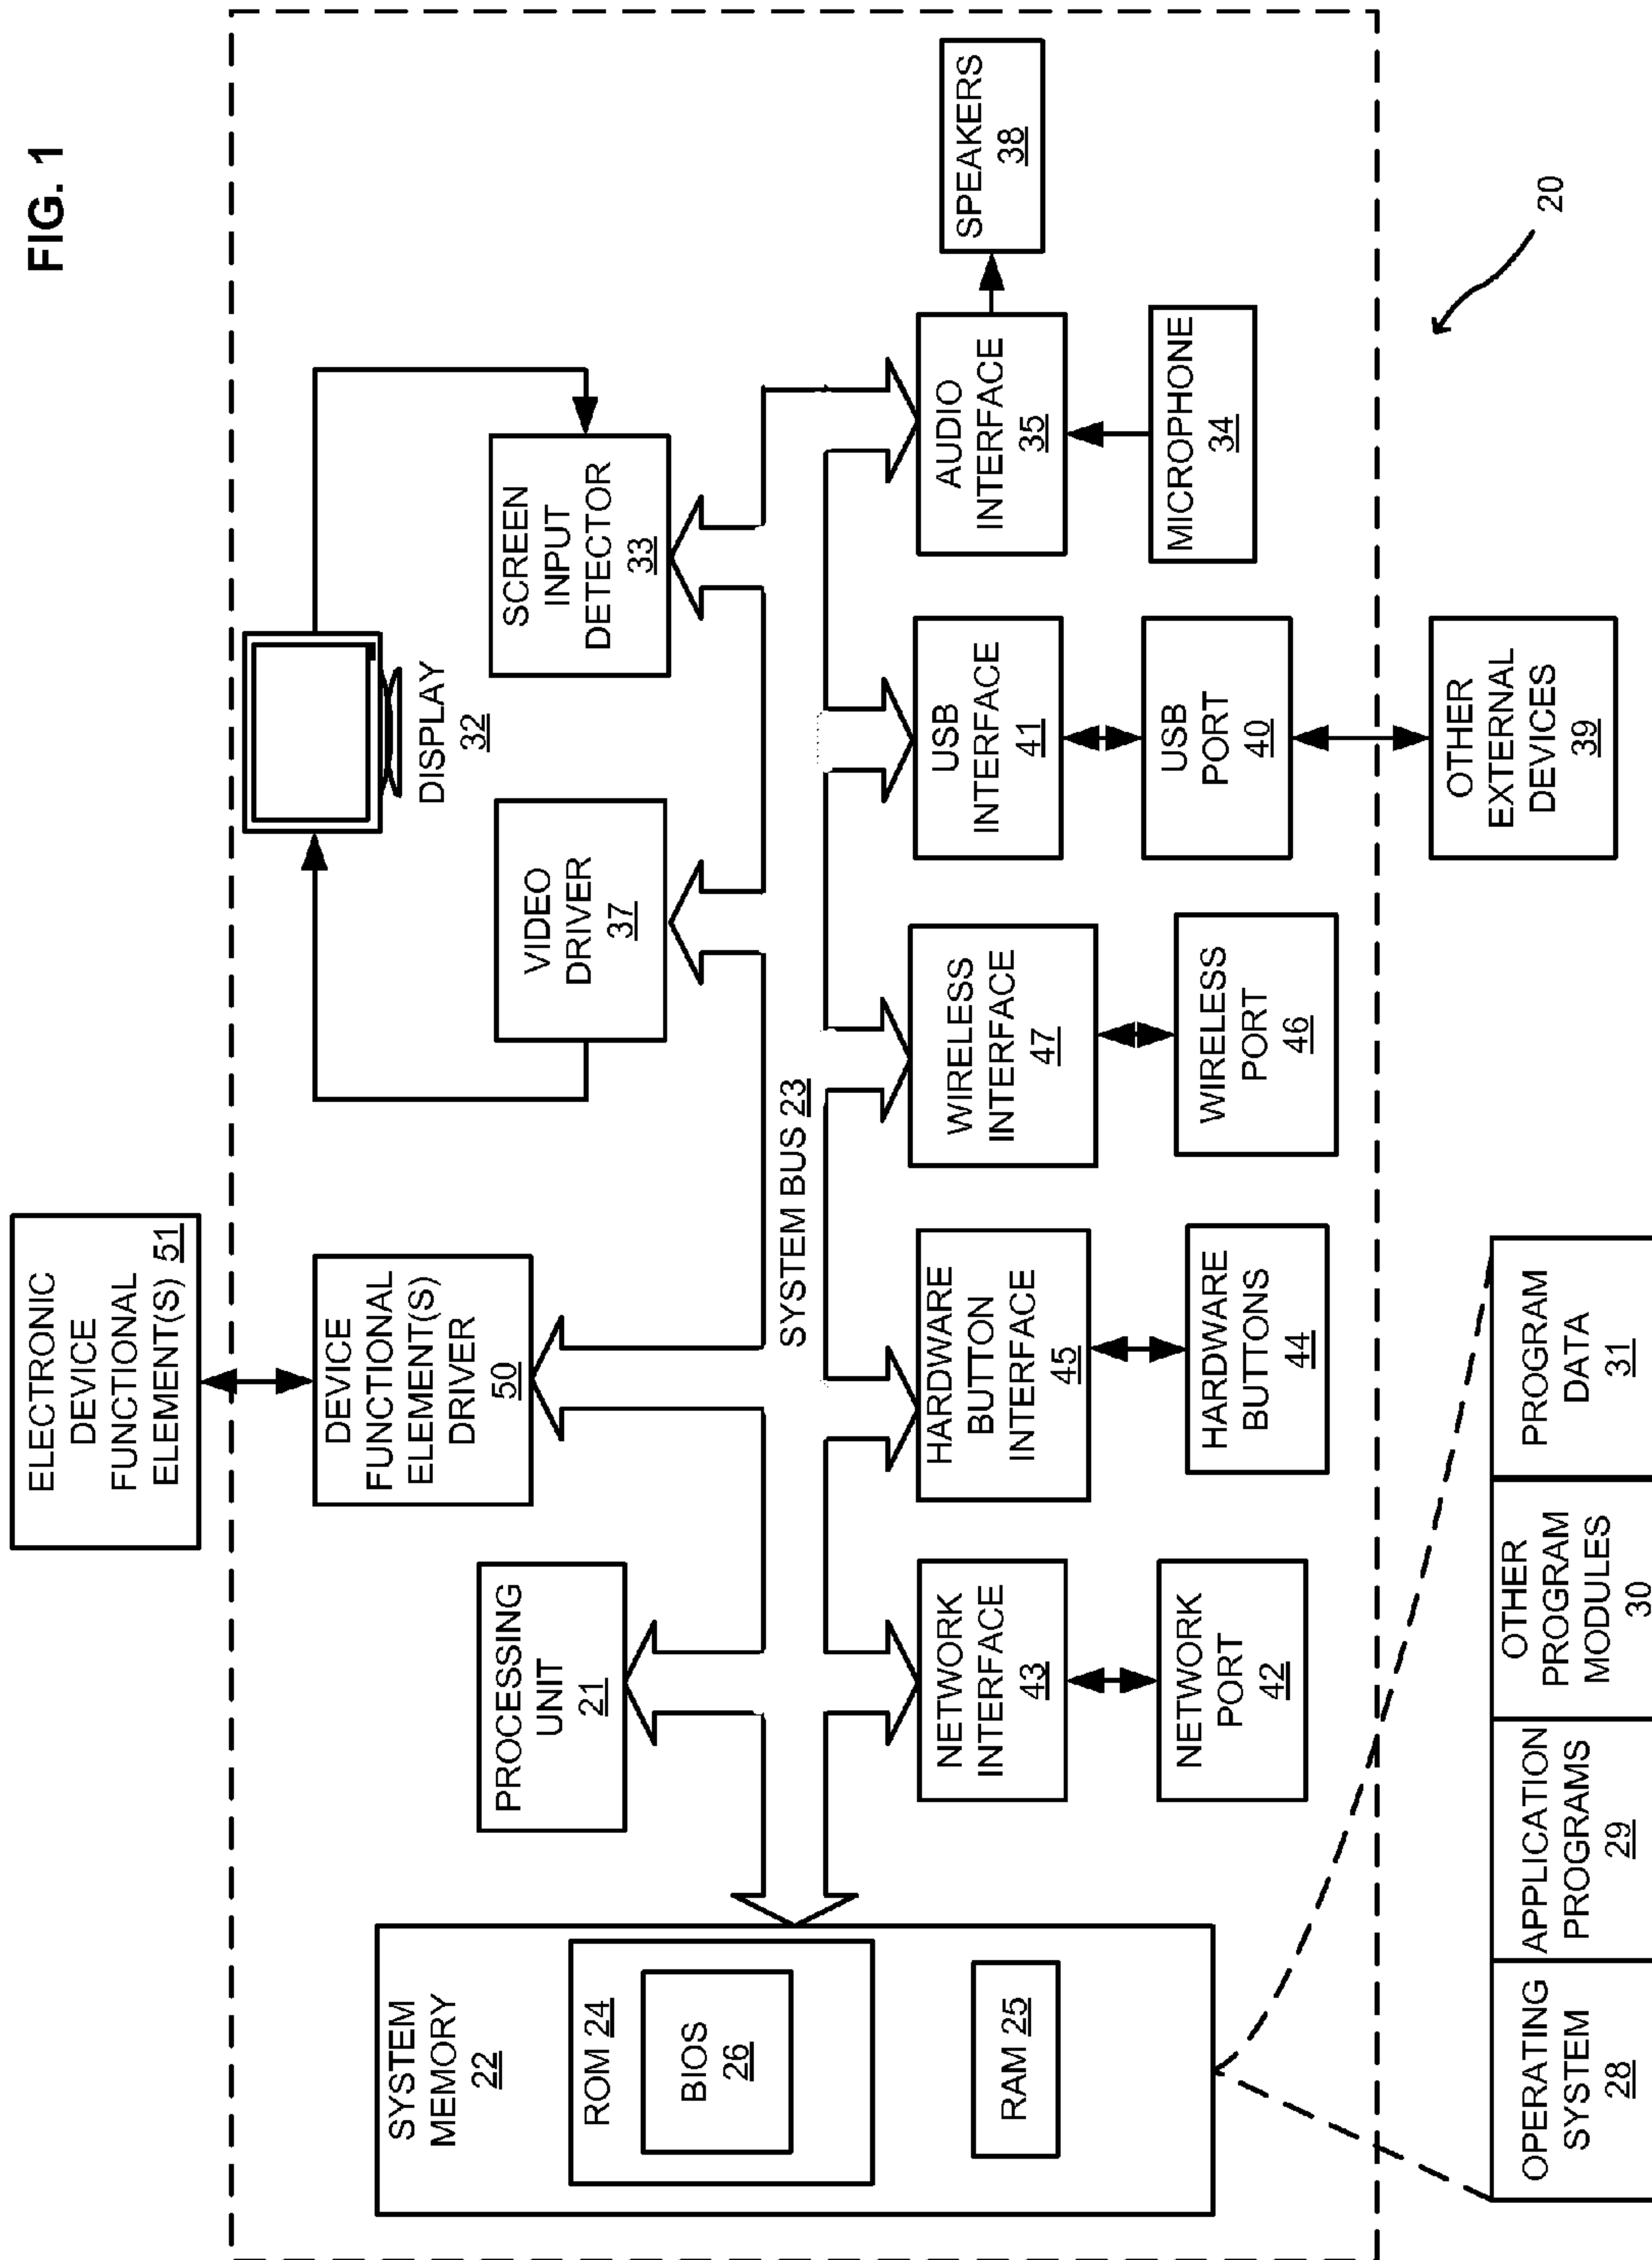 FIG. 1
ELECTRONIC
DEVICE
FUNCTIONAL
ELEMENT(S) 51
DEVICE
FUNCTIONAL
ELEMENT(S)
DRIVER
50
DISPLAY
32
SYSTEM
MEMORY
22
ROM 24
BIOS
26
RAM 25
PROCESSING
UNIT
21
VIDEO
DRIVER
37
SCREEN
INPUT
DETECTOR
33
SYSTEM BUS 23
NETWORK
INTERFACE
43
HARDWARE
BUTTON
INTERFACE
45
WIRELESS
INTERFACE
47
USB
INTERFACE
41
AUDIO
INTERFACE
35
SPEAKERS
38
NETWORK
PORT
42
HARDWARE
BUTTONS
44
WIRELESS
PORT
46
USB
PORT
40
MICROPHONE
34
OPERATING
SYSTEM
28
APPLICATION
PROGRAMS
29
OTHER
PROGRAM
MODULES
30
PROGRAM
DATA
31
OTHER
EXTERNAL
DEVICES
39
20